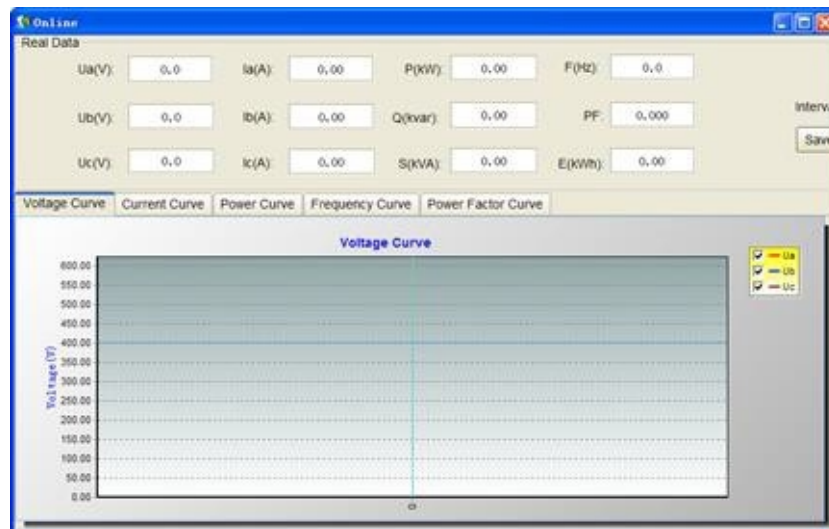 Online
Real Data
Ua(V): 0.0 Ia(A): 0.00 P(kW): 0.00 F(Hz): 0.0
Ub(V): 0.0 Ib(A): 0.00 Q(kvar): 0.00 PF: 0.000
Interva
Uc(V): 0.0 Ic(A): 0.00 S(kVA): 0.00 E(kWh): 0.00
Save
Voltage Curve Current Curve Power Curve Frequency Curve Power Factor Curve
Voltage Curve
Ua
Ub
Uc
Voltage(V)
600.00
550.00
500.00
450.00
400.00
350.00
300.00
250.00
200.00
150.00
100.00
50.00
0.00
0